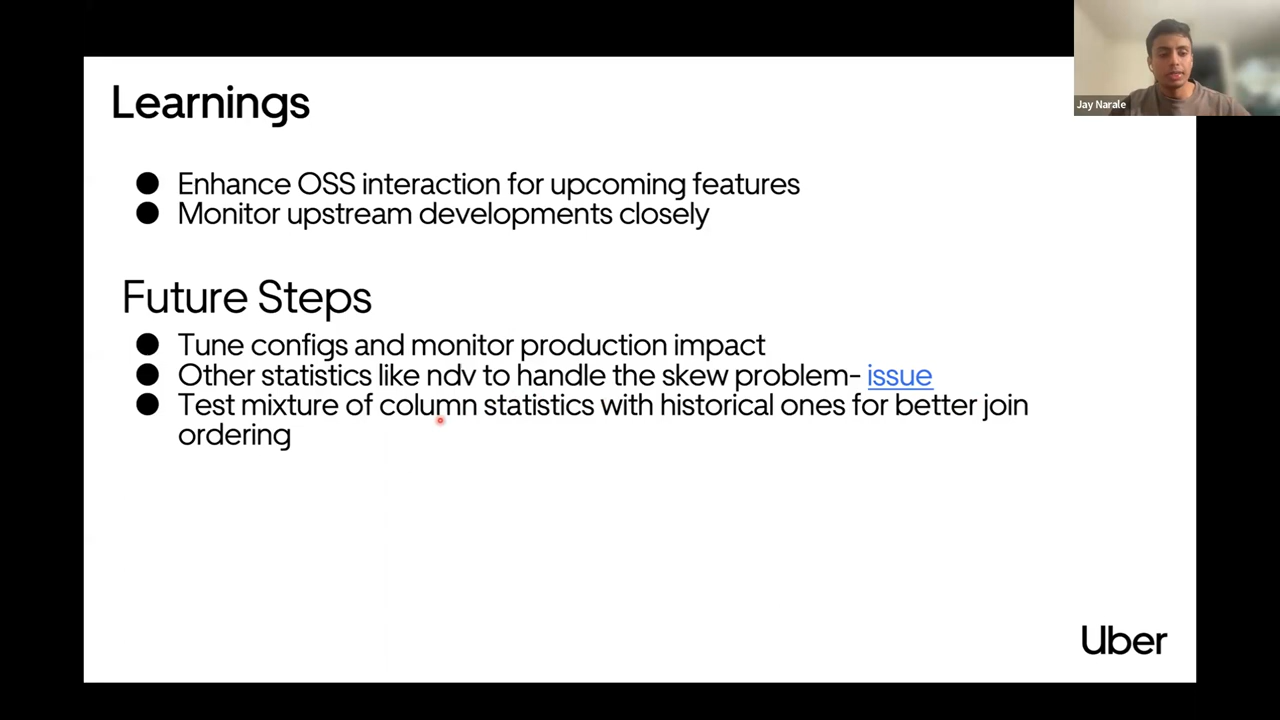 Learnings
Jay Narale
● Enhance OSS interaction for upcoming features
● Monitor upstream developments closely
Future Steps
● Tune configs and monitor production impact
● Other statistics like ndv to handle the skew problem- issue
● Test mixture of column statistics with historical ones for better join
ordering
Uber